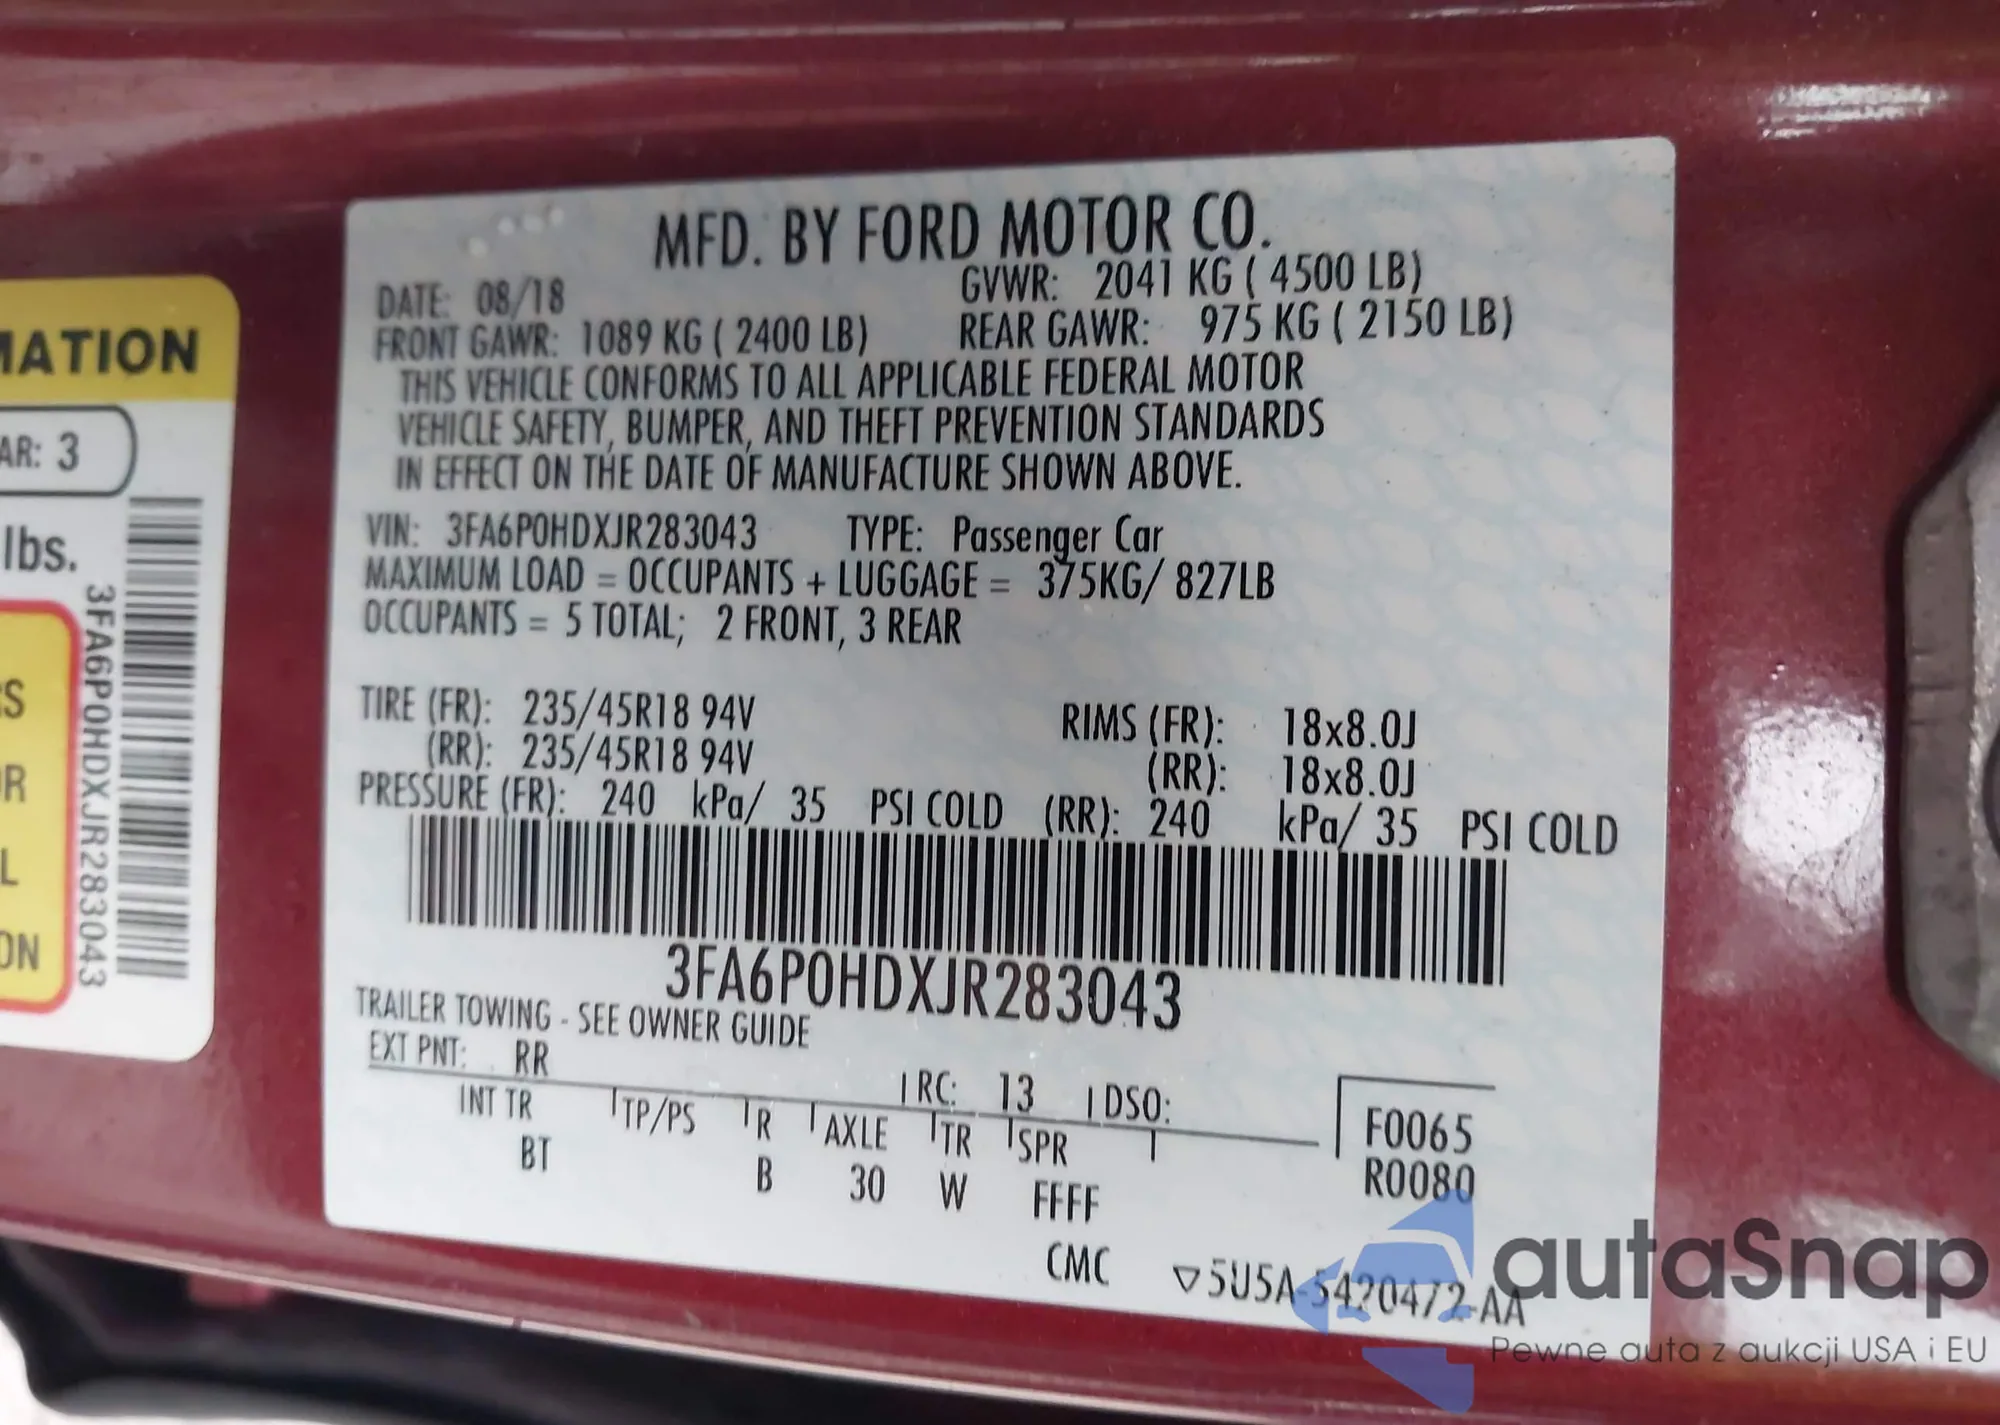 MATION
AR: 3
lbs.
RS
OR
L
ON
3FA6P0HDXJR283043
MFD. BY FORD MOTOR CO.
DATE: 08/18 GVWR: 2041 KG ( 4500 LB)
FRONT GAWR: 1089 KG ( 2400 LB) REAR GAWR: 975 KG ( 2150 LB)
THIS VEHICLE CONFORMS TO ALL APPLICABLE FEDERAL MOTOR
VEHICLE SAFETY, BUMPER, AND THEFT PREVENTION STANDARDS
IN EFFECT ON THE DATE OF MANUFACTURE SHOWN ABOVE.
VIN: 3FA6P0HDXJR283043 TYPE: Passenger Car
MAXIMUM LOAD = OCCUPANTS + LUGGAGE = 375KG/ 827LB
OCCUPANTS = 5 TOTAL; 2 FRONT, 3 REAR
TIRE (FR): 235/45R18 94V RIMS (FR): 18x8.0J
(RR): 235/45R18 94V (RR): 18x8.0J
PRESSURE (FR): 240 kPa/ 35 PSI COLD (RR): 240 kPa/ 35 PSI COLD
3FA6P0HDXJR283043
TRAILER TOWING - SEE OWNER GUIDE
EXT PNT: RR RC: 13 DSO:
INT TR TP/PS R AXLE TR SPR F0065
BT B 30 W FFFF R0080
CMC ▽5U5A-5420472-AA
autaSnap
Pewne auta z aukcji USA i EU